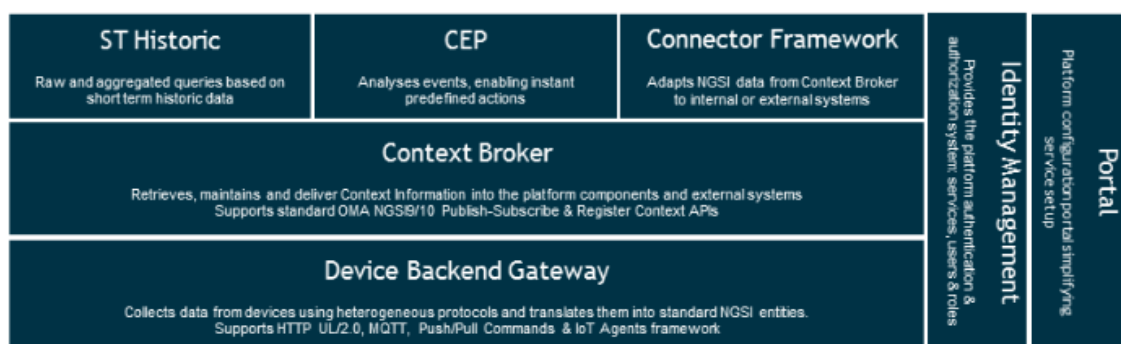 ST Historic
Raw and aggregated queries based on
short term historic data
CEP
Analyses events, enabling instant
predefined actions
Connector Framework
Adapts NGSI data from Context Broker
to internal or external systems
Context Broker
Retrieves, maintains and deliver Context Information into the platform components and external systems
Supports standard OMA NGSI9/10 Publish-Subscribe & Register Context APIs
Device Backend Gateway
Collects data from devices using heterogeneous protocols and translates them into standard NGSI entities.
Supports HTTP UL/2.0, MQTT, Push/Pull Commands & IoT Agents framework
Identity Management
Provides the platform authentication &
authorization system: services, users & roles
Portal
Platform configuration portal simplifying
service setup